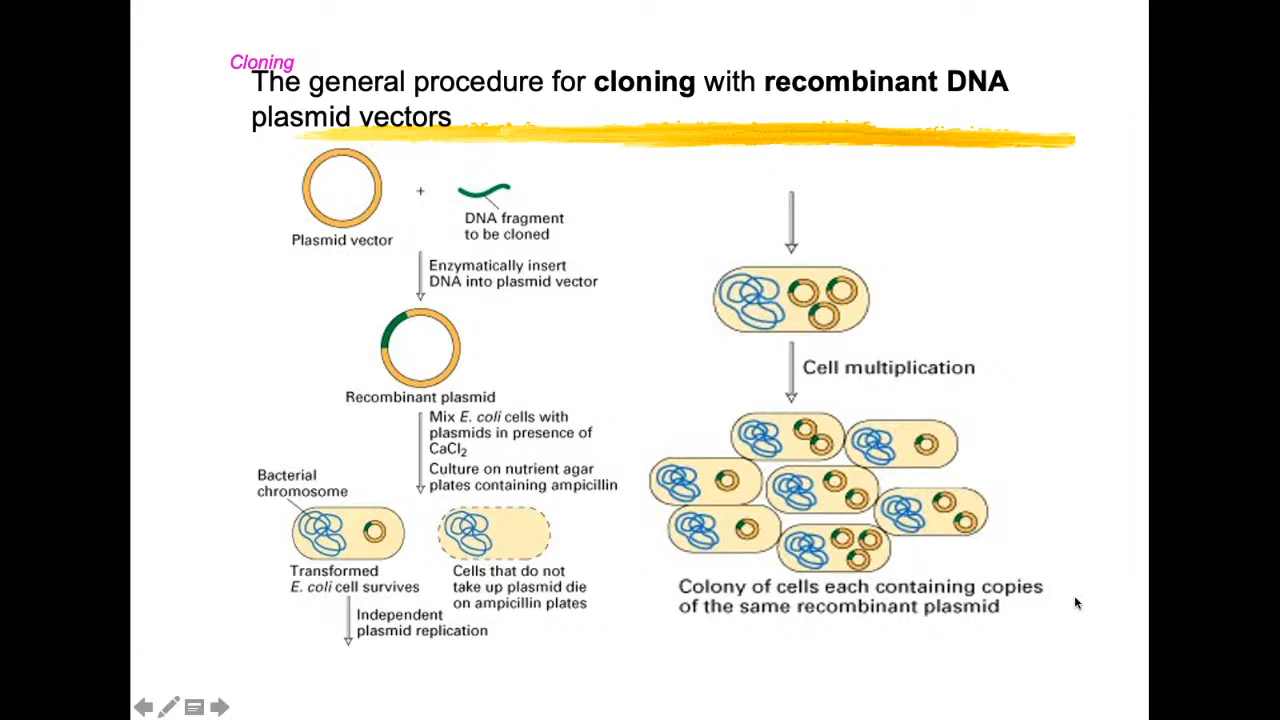 Cloning
The general procedure for cloning with recombinant DNA
plasmid vectors
+
Plasmid vector
DNA fragment
to be cloned
Enzymatically insert
DNA into plasmid vector
Recombinant plasmid
Mix E. coli cells with
plasmids in presence of
CaCl₂
Culture on nutrient agar
plates containing ampicillin
Bacterial
chromosome
Transformed
E. coli cell survives
Cells that do not
take up plasmid die
on ampicillin plates
Independent
plasmid replication
Cell multiplication
Colony of cells each containing copies
of the same recombinant plasmid